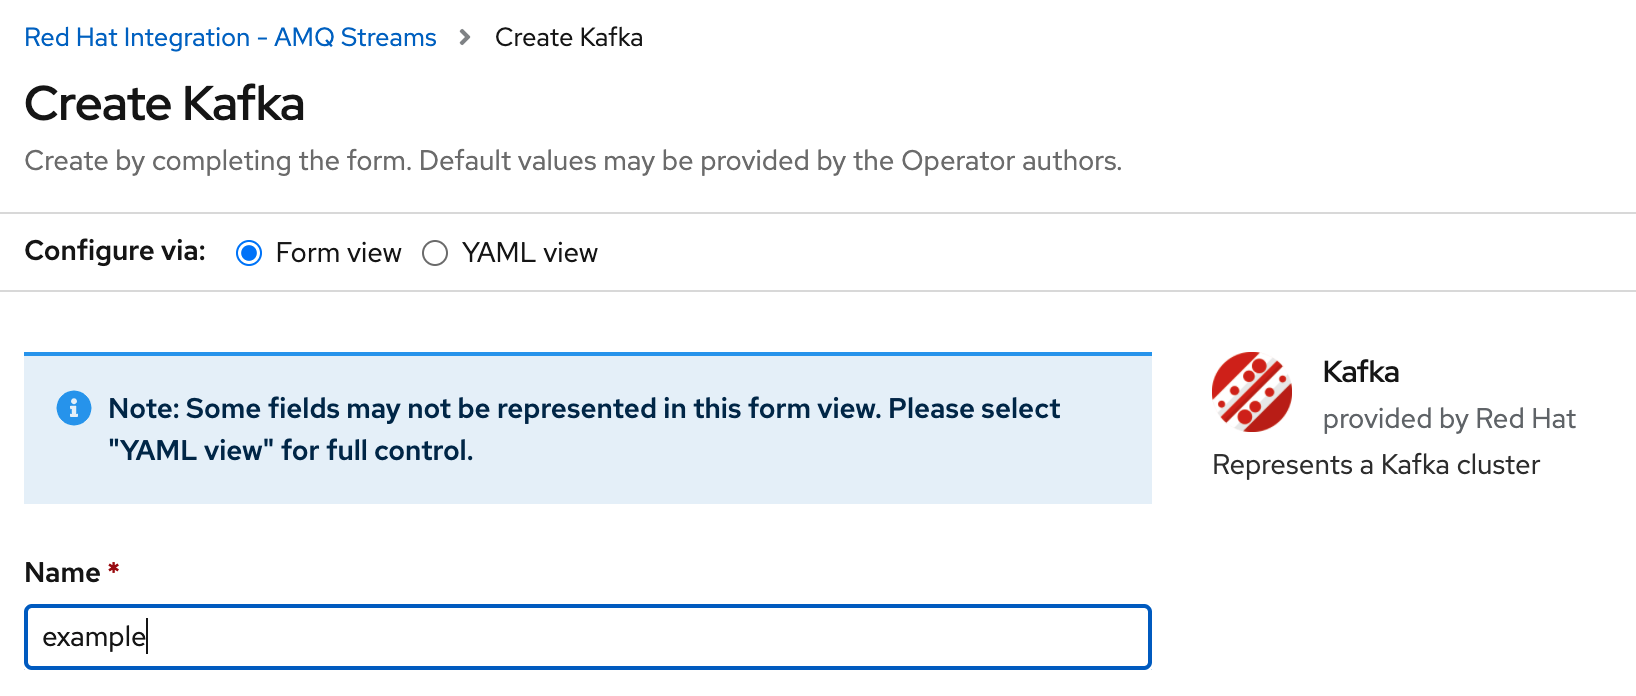 Red Hat Integration - AMQ Streams > Create Kafka
Create Kafka
Create by completing the form. Default values may be provided by the Operator authors.
Configure via: Form view YAML view
Note: Some fields may not be represented in this form view. Please select
"YAML view" for full control.
Kafka
provided by Red Hat
Represents a Kafka cluster
Name *
example